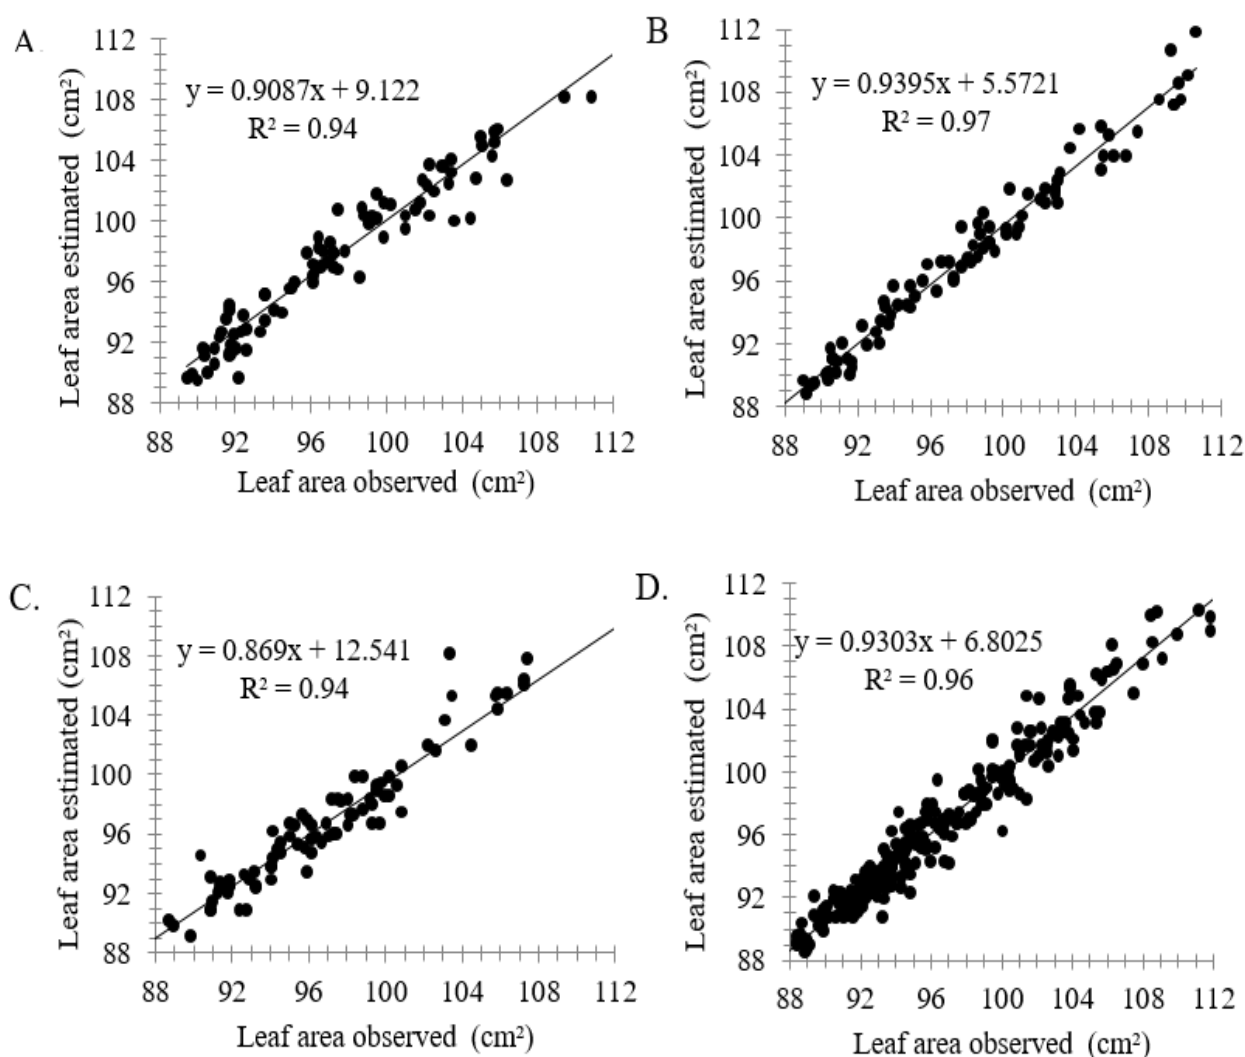 A.
Leaf area estimated (cm²)
112
108
104
100
96
92
88
y = 0.9087x + 9.122
R² = 0.94
88 92 96 100 104 108 112
Leaf area observed (cm²)
B
Leaf area estimated (cm²)
112
108
104
100
96
92
88
y = 0.9395x + 5.5721
R² = 0.97
88 92 96 100 104 108 112
Leaf area observed (cm²)
C.
Leaf area estimated (cm²)
112
108
104
100
96
92
88
y = 0.869x + 12.541
R² = 0.94
88 92 96 100 104 108 112
Leaf area observed (cm²)
D.
Leaf area estimated (cm²)
112
108
104
100
96
92
88
y = 0.9303x + 6.8025
R² = 0.96
88 92 96 100 104 108 112
Leaf area observed (cm²)